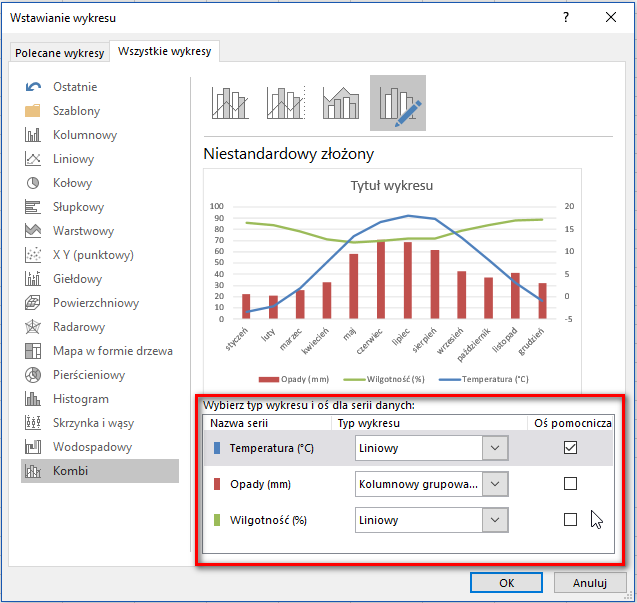 Wstawianie wykresu
?
Polecane wykresy
Wszystkie wykresy
Ostatnie
Szablony
Kolumnowy
Liniowy
Kołowy
Słupkowy
Warstwowy
X Y (punktowy)
Giełdowy
Powierzchniowy
Radarowy
Mapa w formie drzewa
Pierścieniowy
Histogram
Skrzynka i wąsy
Wodospadowy
Kombi
Niestandardowy złożony
Tytuł wykresu
100
90
80
70
60
50
40
30
20
10
0
20
15
10
5
0
-5
styczeń
luty
marzec
kwiecień
maj
czerwiec
lipiec
sierpień
wrzesień
październik
listopad
grudzień
Opady (mm) Wilgotność (%) Temperatura (°C)
Wybierz typ wykresu i oś dla serii danych:
Nazwa serii Typ wykresu Oś pomocnicza
Temperatura (°C) Liniowy
Opady (mm) Kolumnowy grupowa...
Wilgotność (%) Liniowy
OK Anuluj